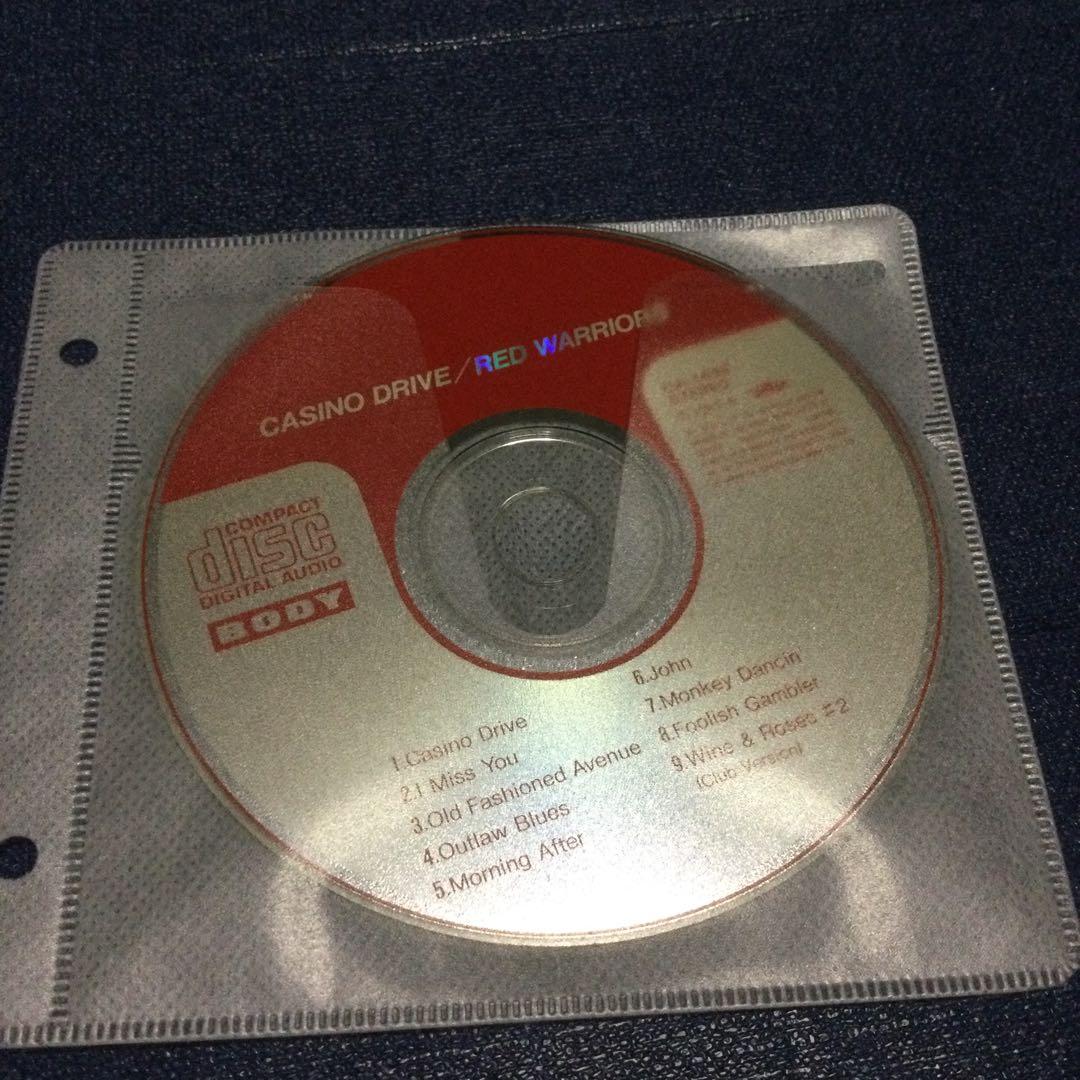 CASINO DRIVE/RED WARRIORS
COMPACT
disc
DIGITAL AUDIO
BODY
1.Casino Drive
2.I Miss You
3.Old Fashioned Avenue
4.Outlaw Blues
5.Morning After
6.John
7.Monkey Dancin'
8.Foolish Gambler
9.Wine & Roses #2
(Club Version)